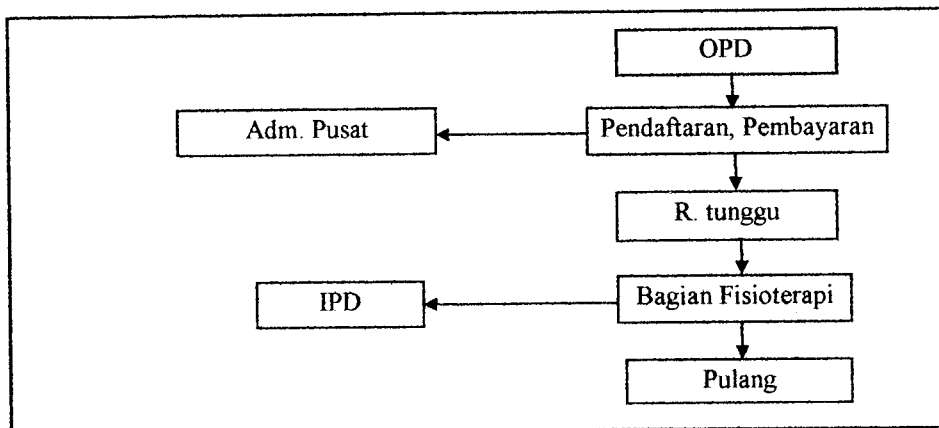 OPD
Adm. Pusat
Pendaftaran, Pembayaran
R. tunggu
IPD
Bagian Fisioterapi
Pulang